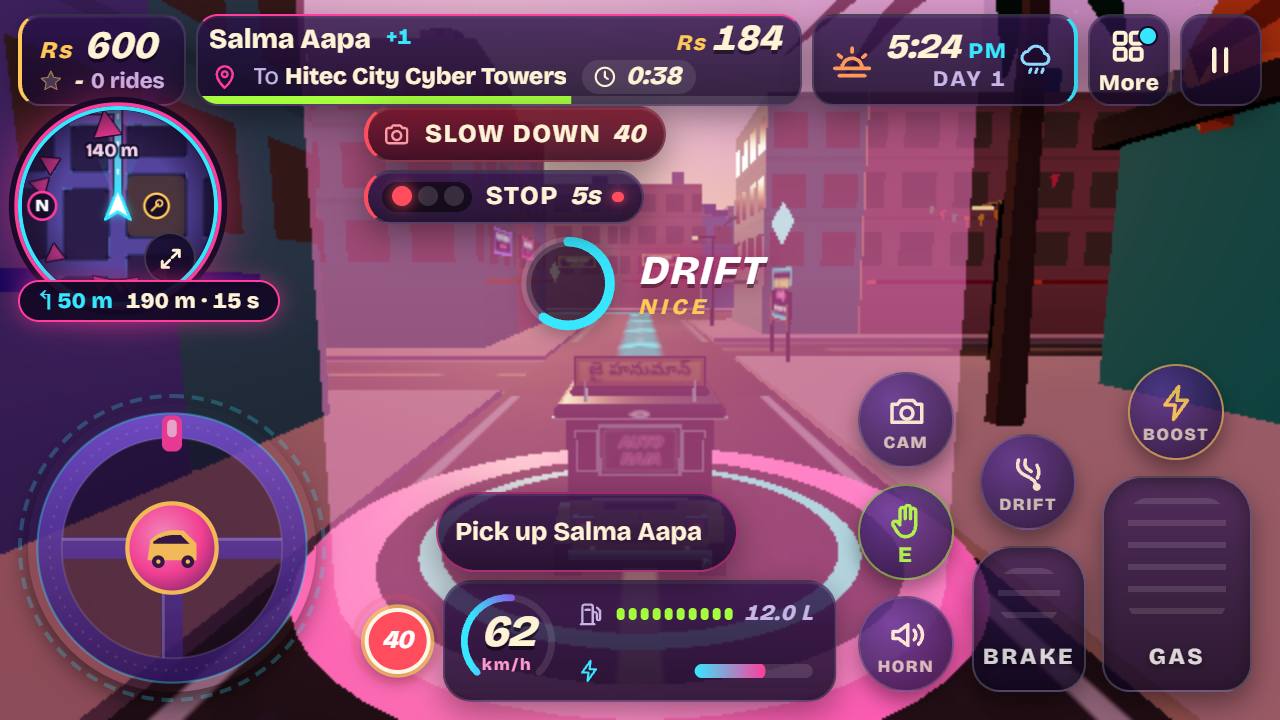 Rs 600
- 0 rides
Salma Aapa +1
Rs 184
To Hitec City Cyber Towers
0:38
5:24 PM
DAY 1
More
140 m
N
50 m 190 m · 15 s
SLOW DOWN 40
STOP 5s
DRIFT
NICE
జై హనుమాన్
AUTO
RAJA
CAM
BOOST
DRIFT
E
Pick up Salma Aapa
40
62
km/h
12.0 L
HORN
BRAKE
GAS